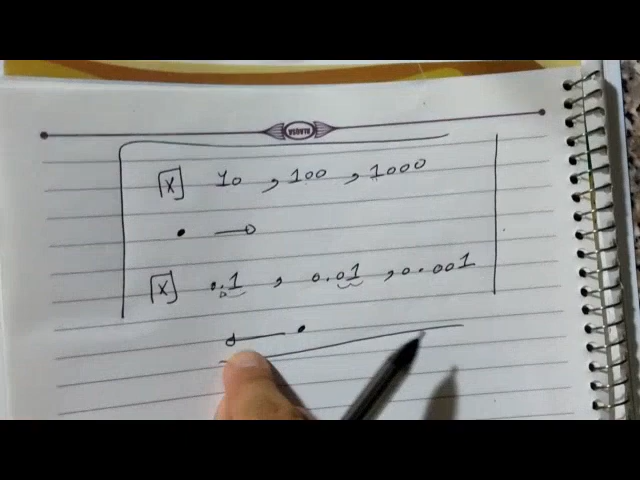 x 10 , 100 , 1000
. →
x 0.1 , 0.01 , 0.001
← .